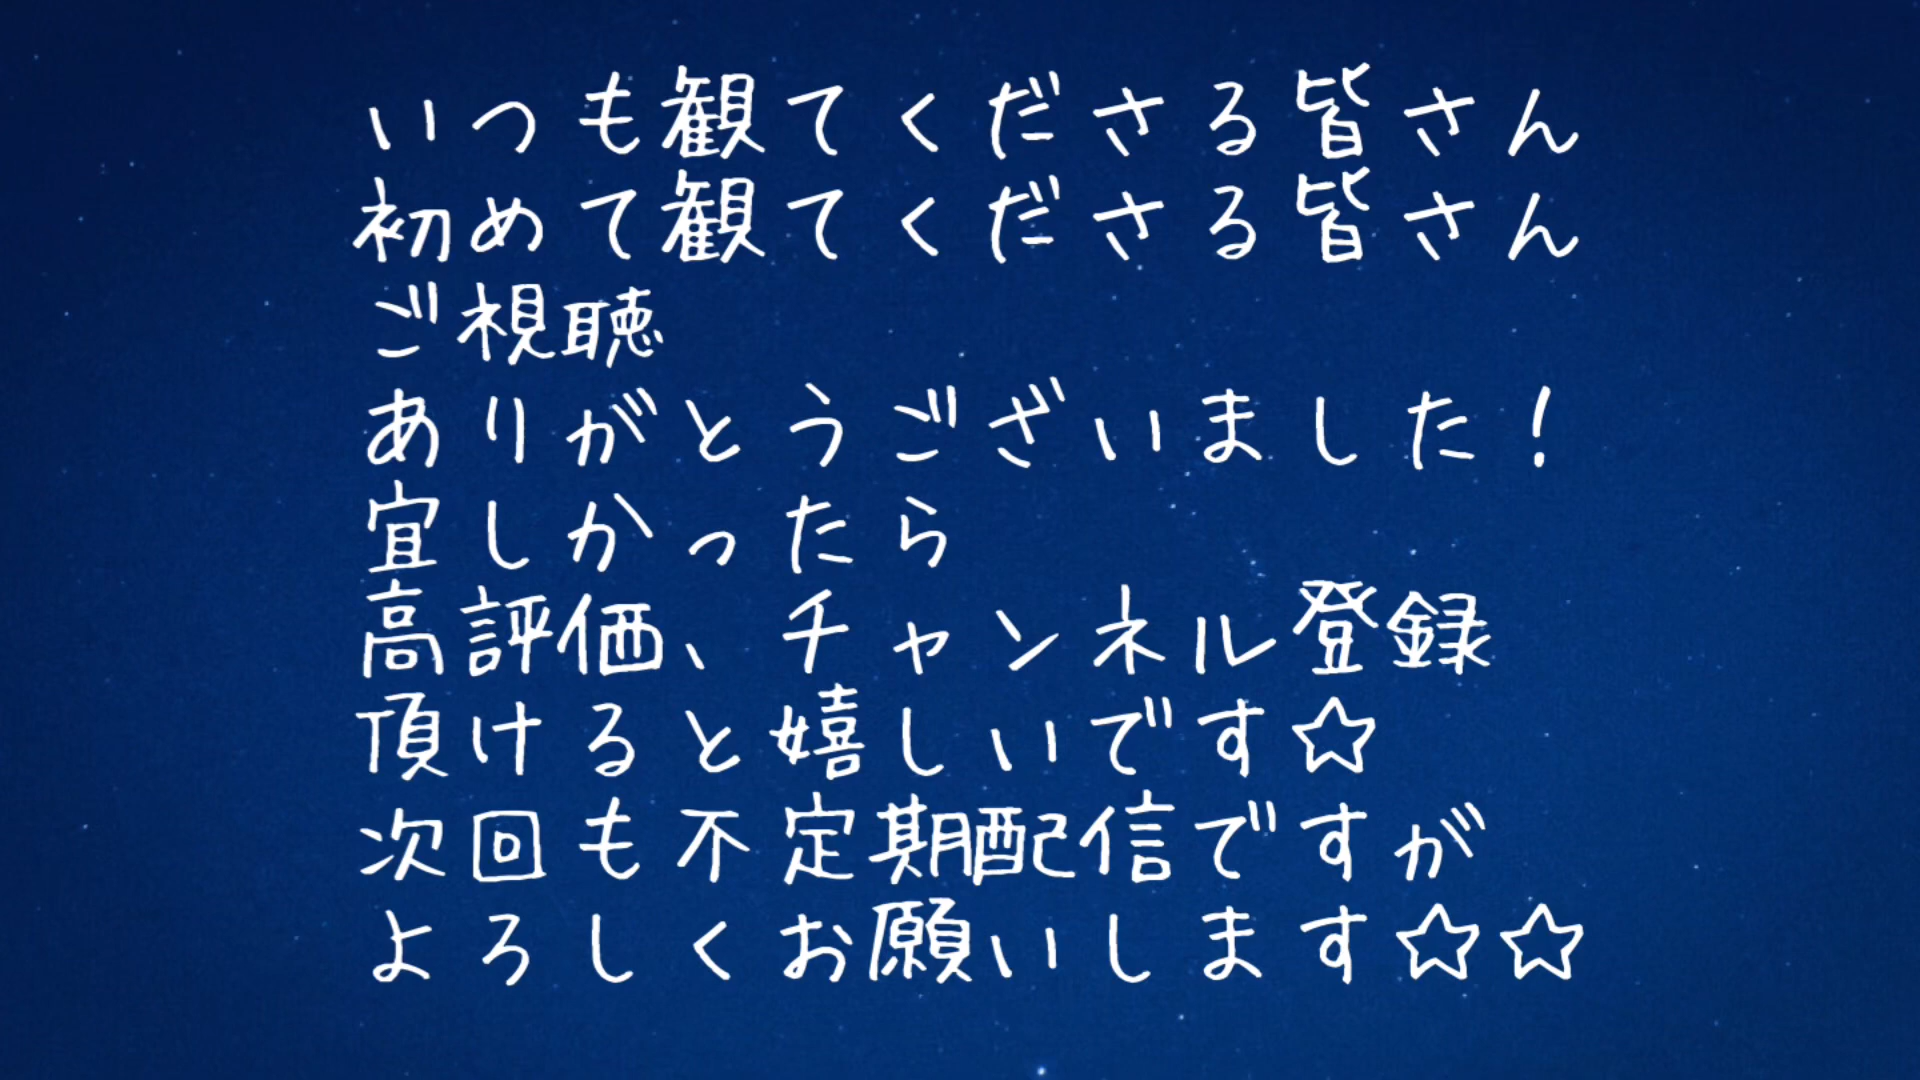 いつも観てくださる皆さん
初めて観てくださる皆さん
ご視聴
ありがとうございました！
宜しかったら
高評価、チャンネル登録
頂けると嬉しいです☆
次回も不定期配信ですが
よろしくお願いします☆☆